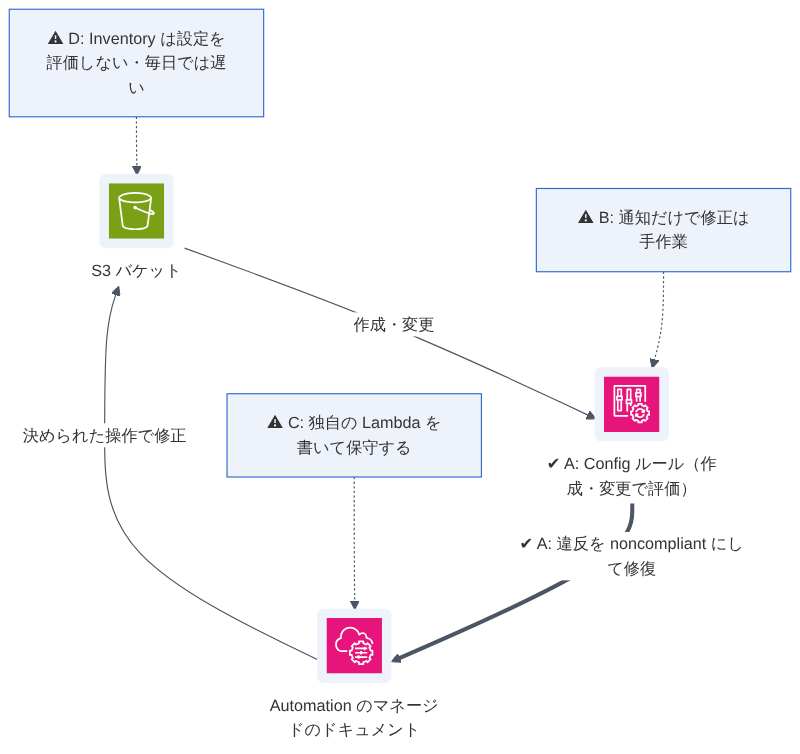 ⚠ D: Inventory は設定を
評価しない・毎日では遅
い
S3 バケット
⚠ B: 通知だけで修正は
手作業
作成・変更
⚠ C: 独自の Lambda を
書いて保守する
決められた操作で修正
✔ A: Config ルール（作
成・変更で評価）
✔ A: 違反を noncompliant にし
て修復
Automation のマネージ
ドのドキュメント